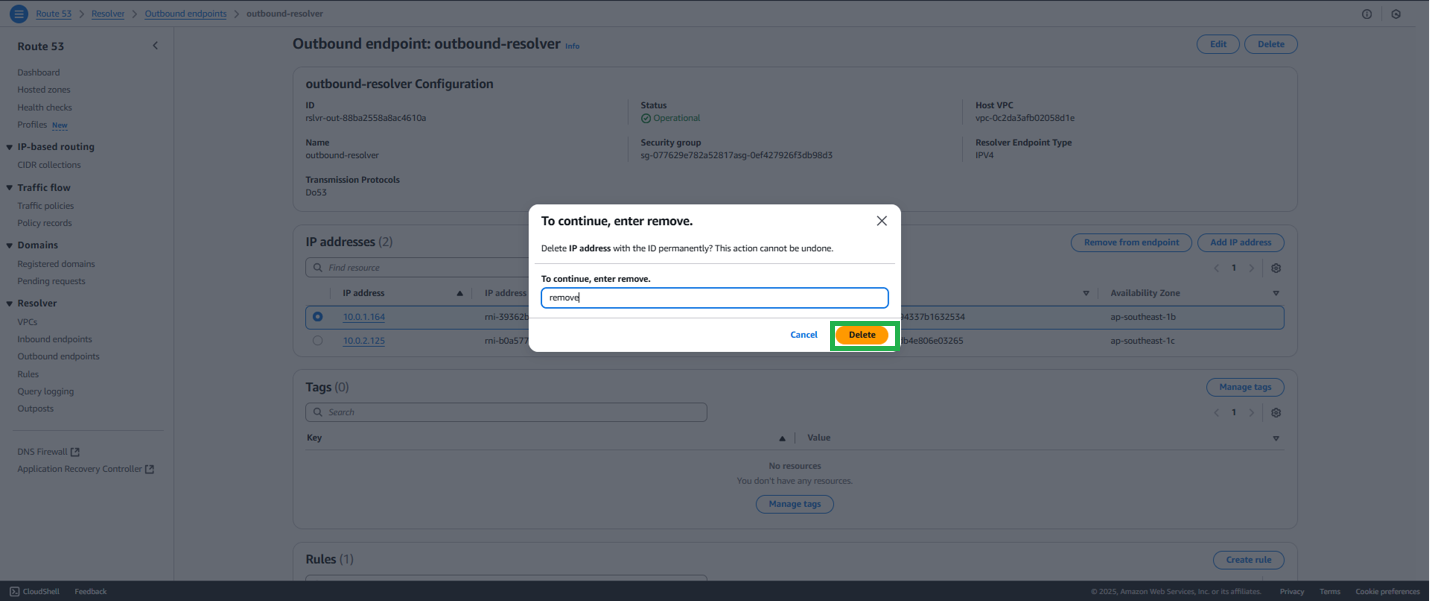 Route 53 > Resolver > Outbound endpoints > outbound-resolver
Route 53
Dashboard
Hosted zones
Health checks
Profiles New
IP-based routing
CIDR collections
Traffic flow
Traffic policies
Policy records
Domains
Registered domains
Pending requests
Resolver
VPCs
Inbound endpoints
Outbound endpoints
Rules
Query logging
Outposts
DNS Firewall
Application Recovery Controller
Outbound endpoint: outbound-resolver Info
Edit
Delete
outbound-resolver Configuration
ID
rslvr-out-88ba2558a8ac4610a
Status
Operational
Host VPC
vpc-0c2da3afb02058d1e
Name
outbound-resolver
Security group
sg-077629e782a52817asg-0ef427926f3db98d3
Resolver Endpoint Type
IPV4
Transmission Protocols
Do53
IP addresses (2)
Remove from endpoint
Add IP address
Find resource
1
IP address
IP address
Availability Zone
10.0.1.164
rni-39362b
94337b1632534
ap-southeast-1b
10.0.2.125
rni-b0a577
b4e806e03265
ap-southeast-1c
To continue, enter remove.
Delete IP address with the ID permanently? This action cannot be undone.
To continue, enter remove.
remove
Cancel
Delete
Tags (0)
Manage tags
Search
1
Key
Value
No resources
You don't have any resources.
Manage tags
Rules (1)
Create rule
CloudShell
Feedback
© 2025, Amazon Web Services, Inc. or its affiliates.
Privacy
Terms
Cookie preferences